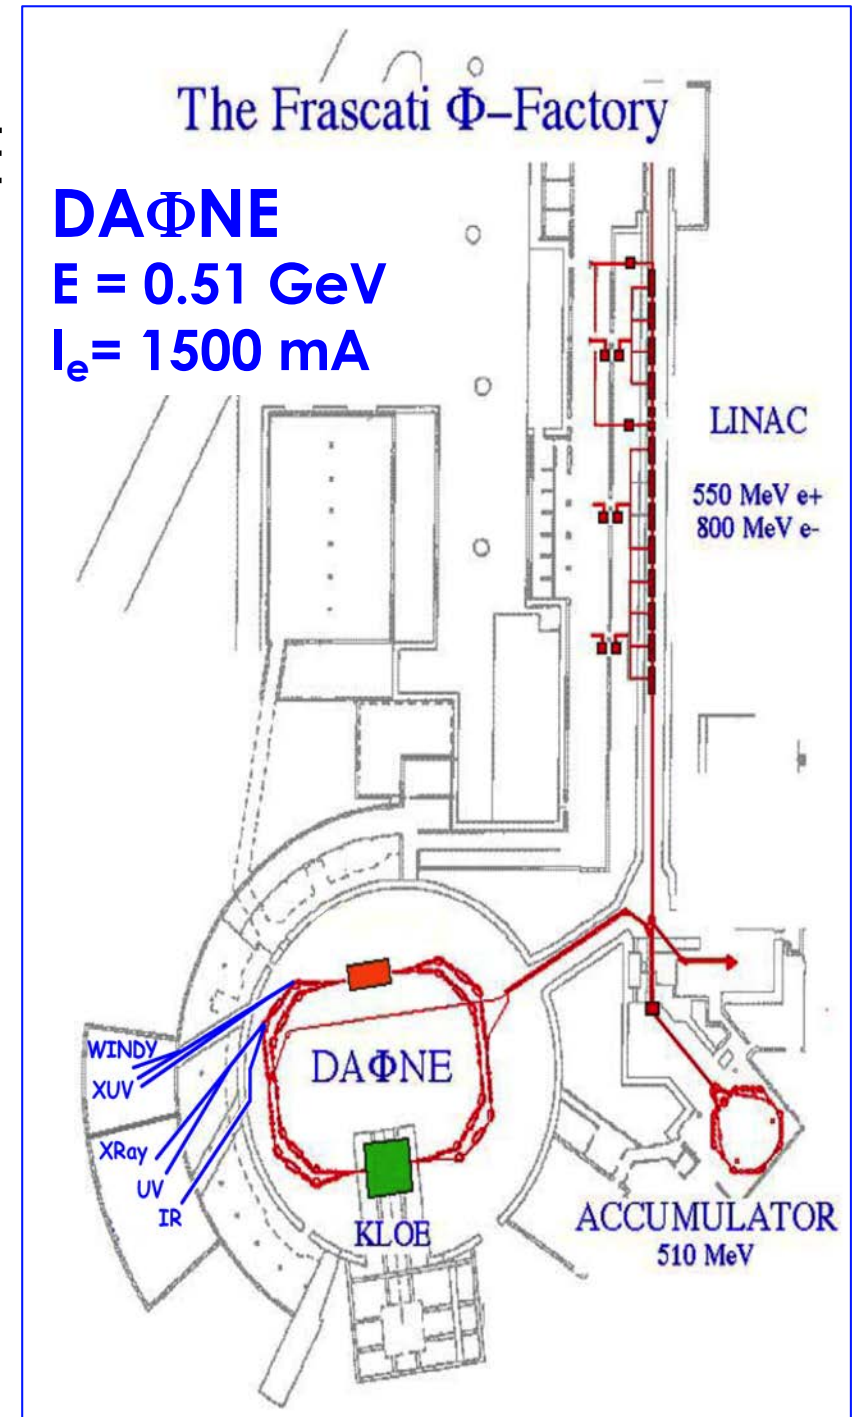 The Frascati Φ-Factory
DAΦNE
E = 0.51 GeV
Ie= 1500 mA
LINAC
550 MeV e+
800 MeV e-
WINDY
XUV
XRay
UV
IR
DAΦNE
KLOE
ACCUMULATOR
510 MeV